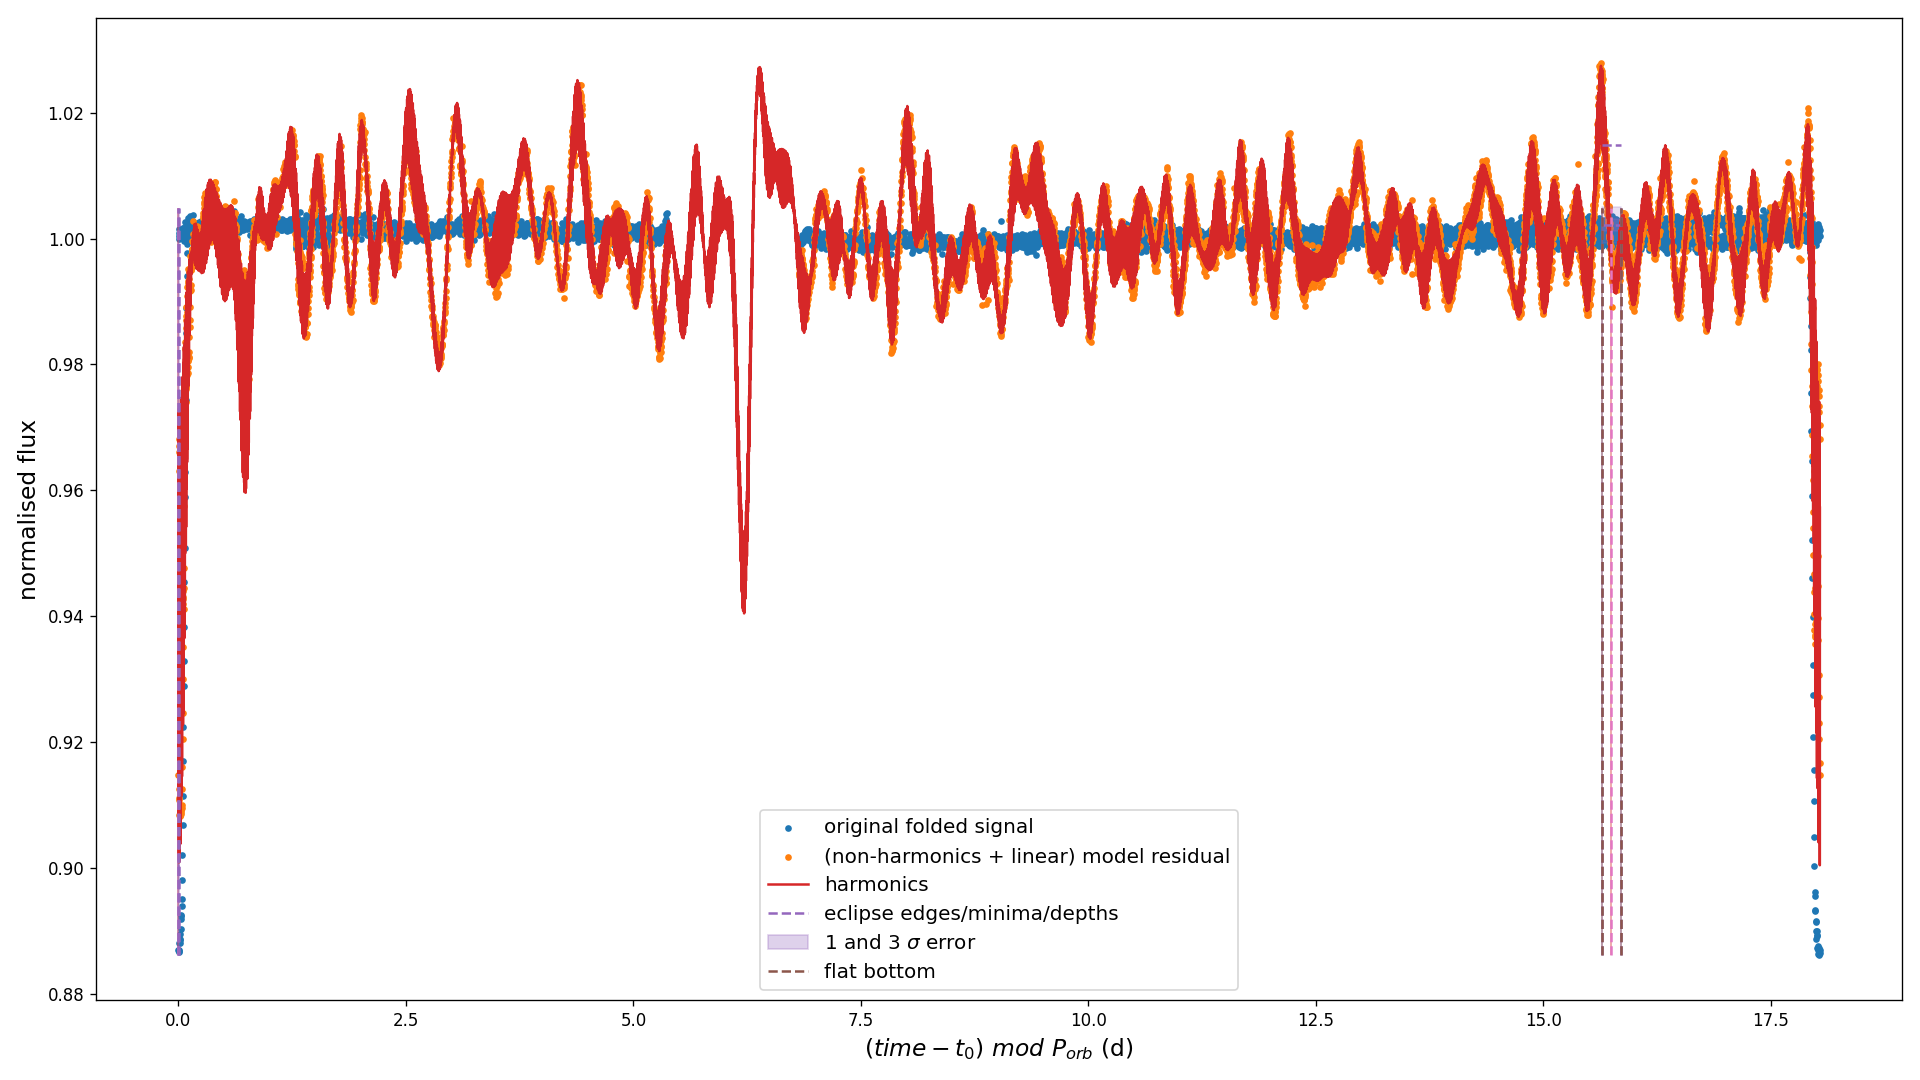 normalised flux
1.02
1.00
0.98
0.96
0.94
0.92
0.90
0.88
original folded signal
(non-harmonics + linear) model residual
harmonics
eclipse edges/minima/depths
1 and 3 σ error
flat bottom
0.0 2.5 5.0 7.5 10.0 12.5 15.0 17.5
(time − t₀) mod Pₒᵣb (d)